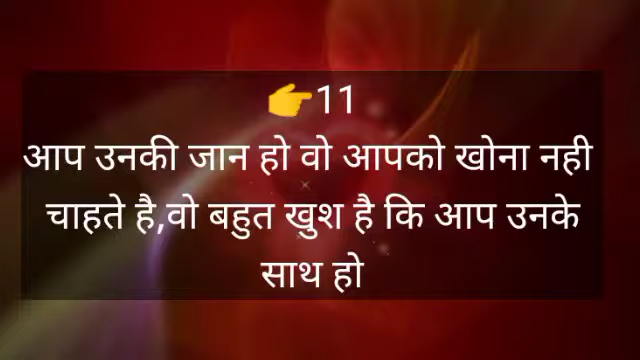 👉11
आप उनकी जान हो वो आपको खोना नही
चाहते है,वो बहुत खुश है कि आप उनके
साथ हो